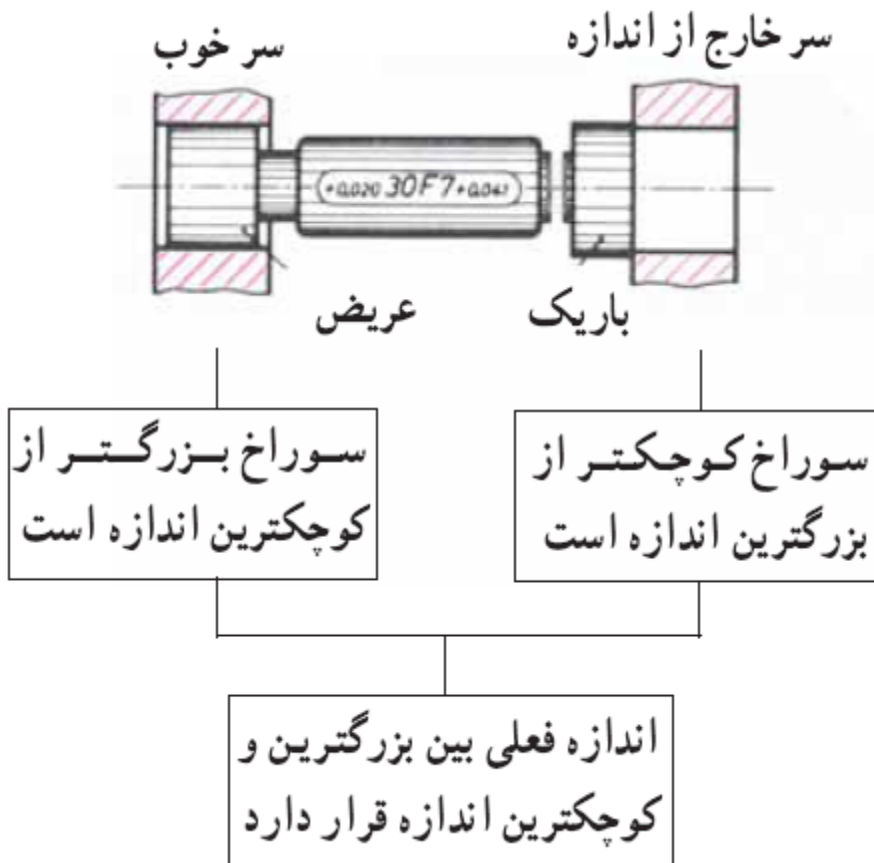 سر خارج از اندازه
سر خوب
+0,020 30F7 +0,041
باریک
عریض
سوراخ کوچکتر از
بزرگترین اندازه است
سوراخ بزرگتر از
کوچکترین اندازه است
اندازه فعلی بین بزرگترین و
کوچکترین اندازه قرار دارد